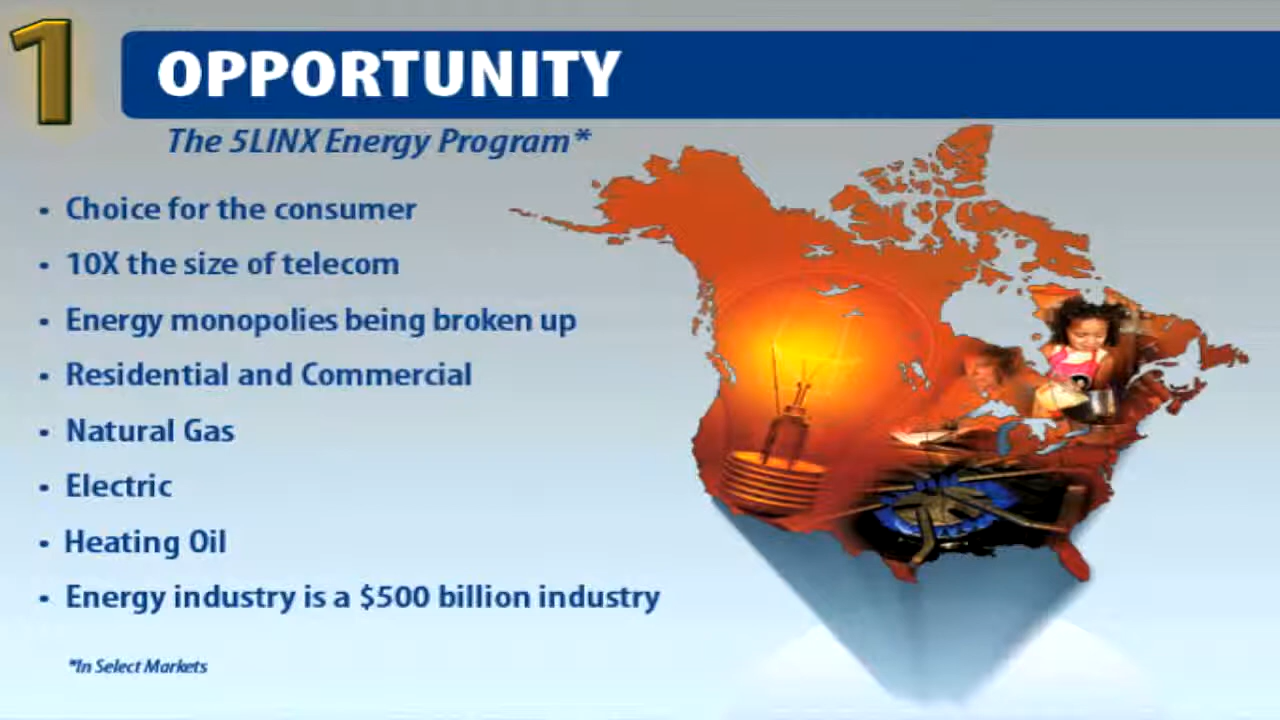 1
OPPORTUNITY
The 5LINX Energy Program*
• Choice for the consumer
• 10X the size of telecom
• Energy monopolies being broken up
• Residential and Commercial
• Natural Gas
• Electric
• Heating Oil
• Energy industry is a $500 billion industry
*In Select Markets